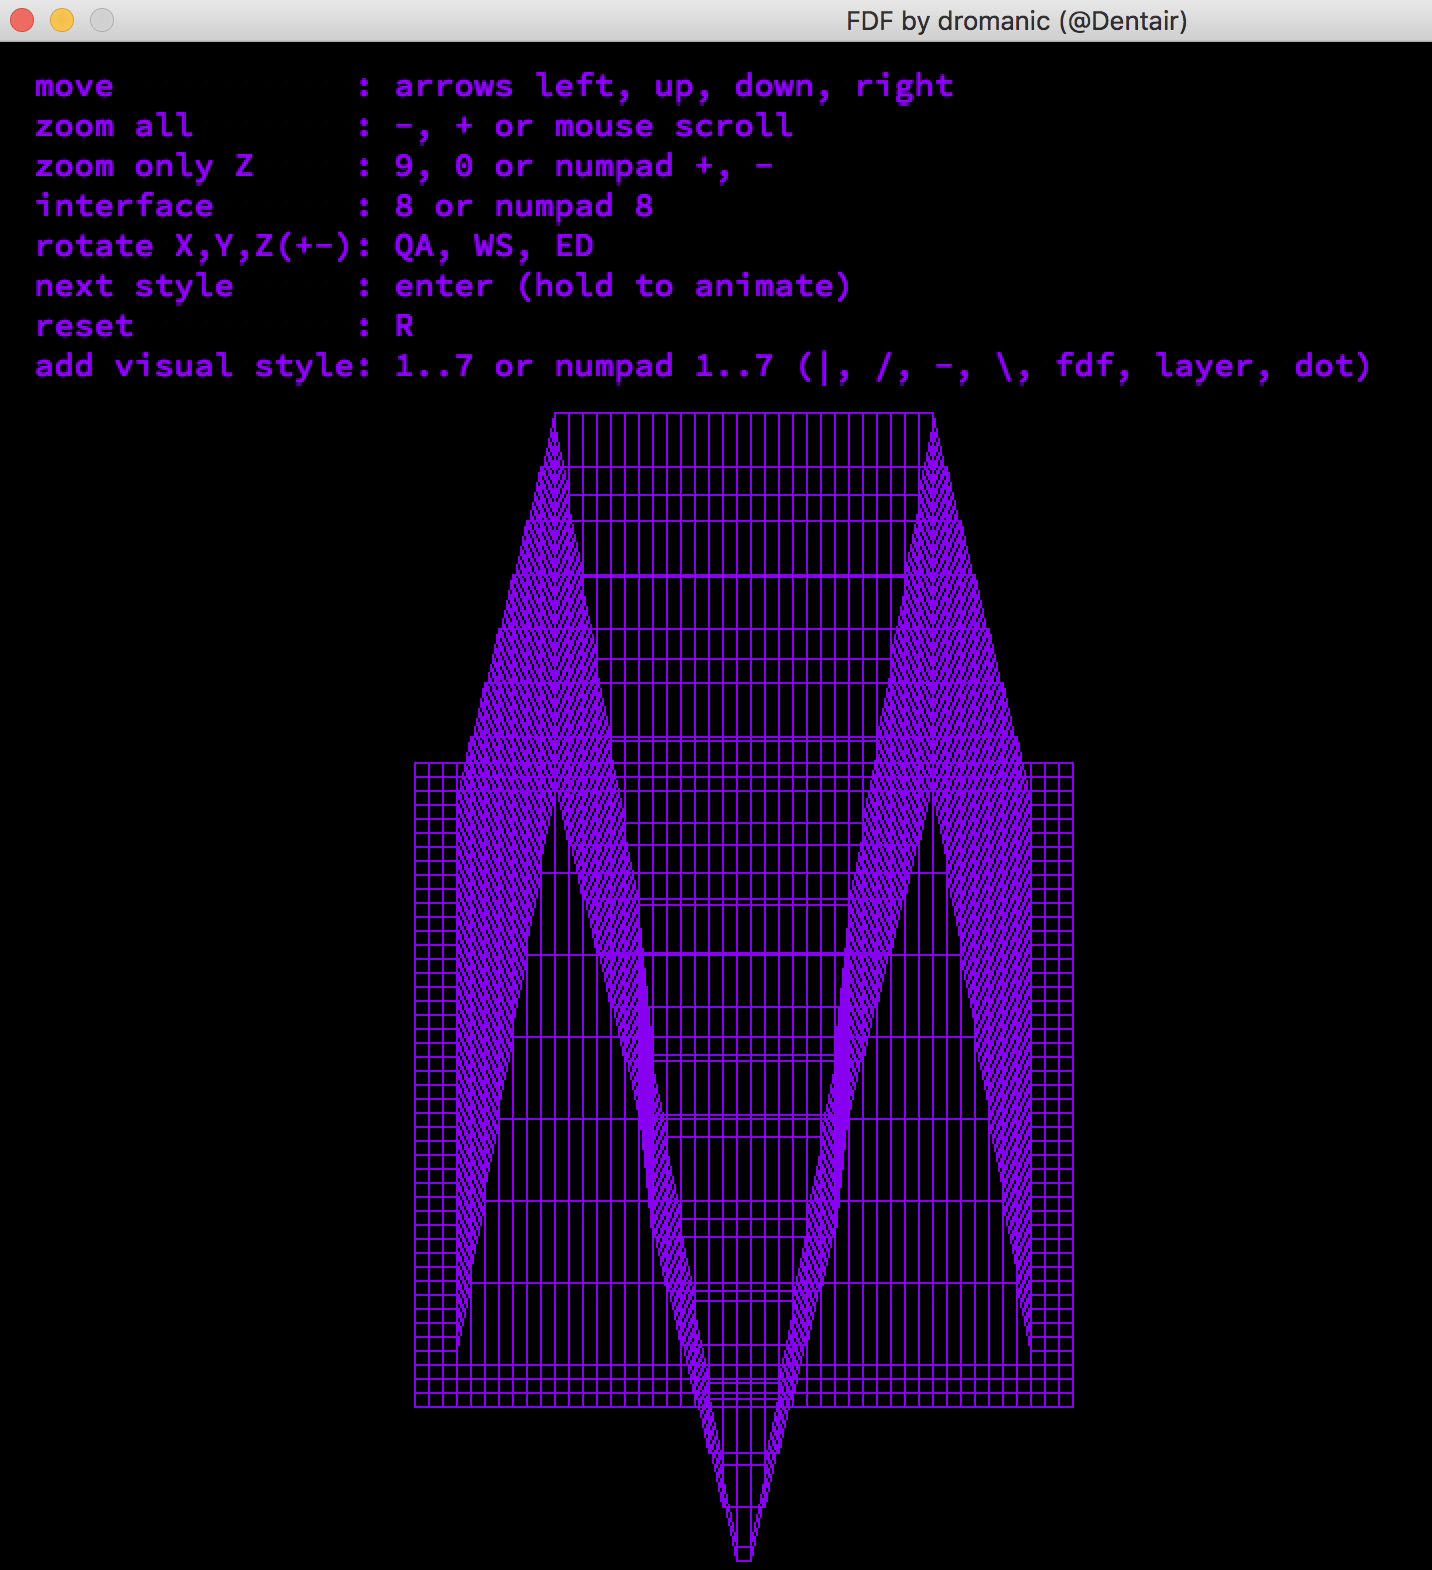 FDF by dromanic (@Dentair)
move : arrows left, up, down, right
zoom all : -, + or mouse scroll
zoom only Z : 9, 0 or numpad +, -
interface : 8 or numpad 8
rotate X,Y,Z(+-): QA, WS, ED
next style : enter (hold to animate)
reset : R
add visual style: 1..7 or numpad 1..7 (|, /, -, \, fdf, layer, dot)